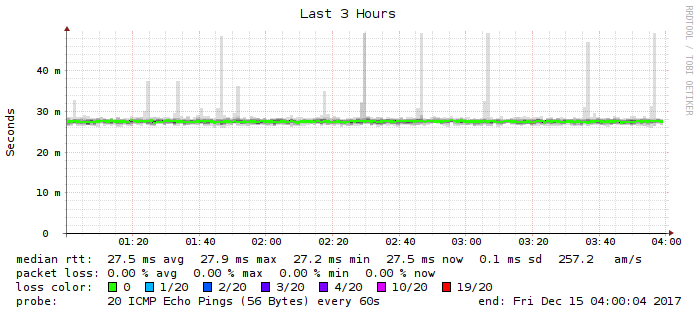 Last 3 Hours
RRDTOOL / TOBI OETIKER
Seconds
40 m
30 m
20 m
10 m
0
01:20 01:40 02:00 02:20 02:40 03:00 03:20 03:40 04:00
median rtt: 27.5 ms avg 27.9 ms max 27.2 ms min 27.5 ms now 0.1 ms sd 257.2 am/s
packet loss: 0.00 % avg 0.00 % max 0.00 % min 0.00 % now
loss color: 0 1/20 2/20 3/20 4/20 10/20 19/20
probe: 20 ICMP Echo Pings (56 Bytes) every 60s end: Fri Dec 15 04:00:04 2017